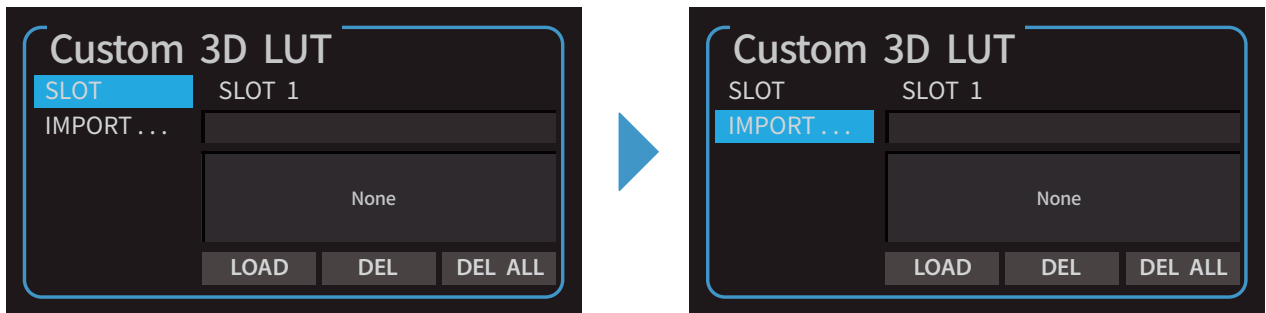 Custom 3D LUT
SLOT SLOT 1
IMPORT...
None
LOAD DEL DEL ALL
Custom 3D LUT
SLOT SLOT 1
IMPORT...
None
LOAD DEL DEL ALL